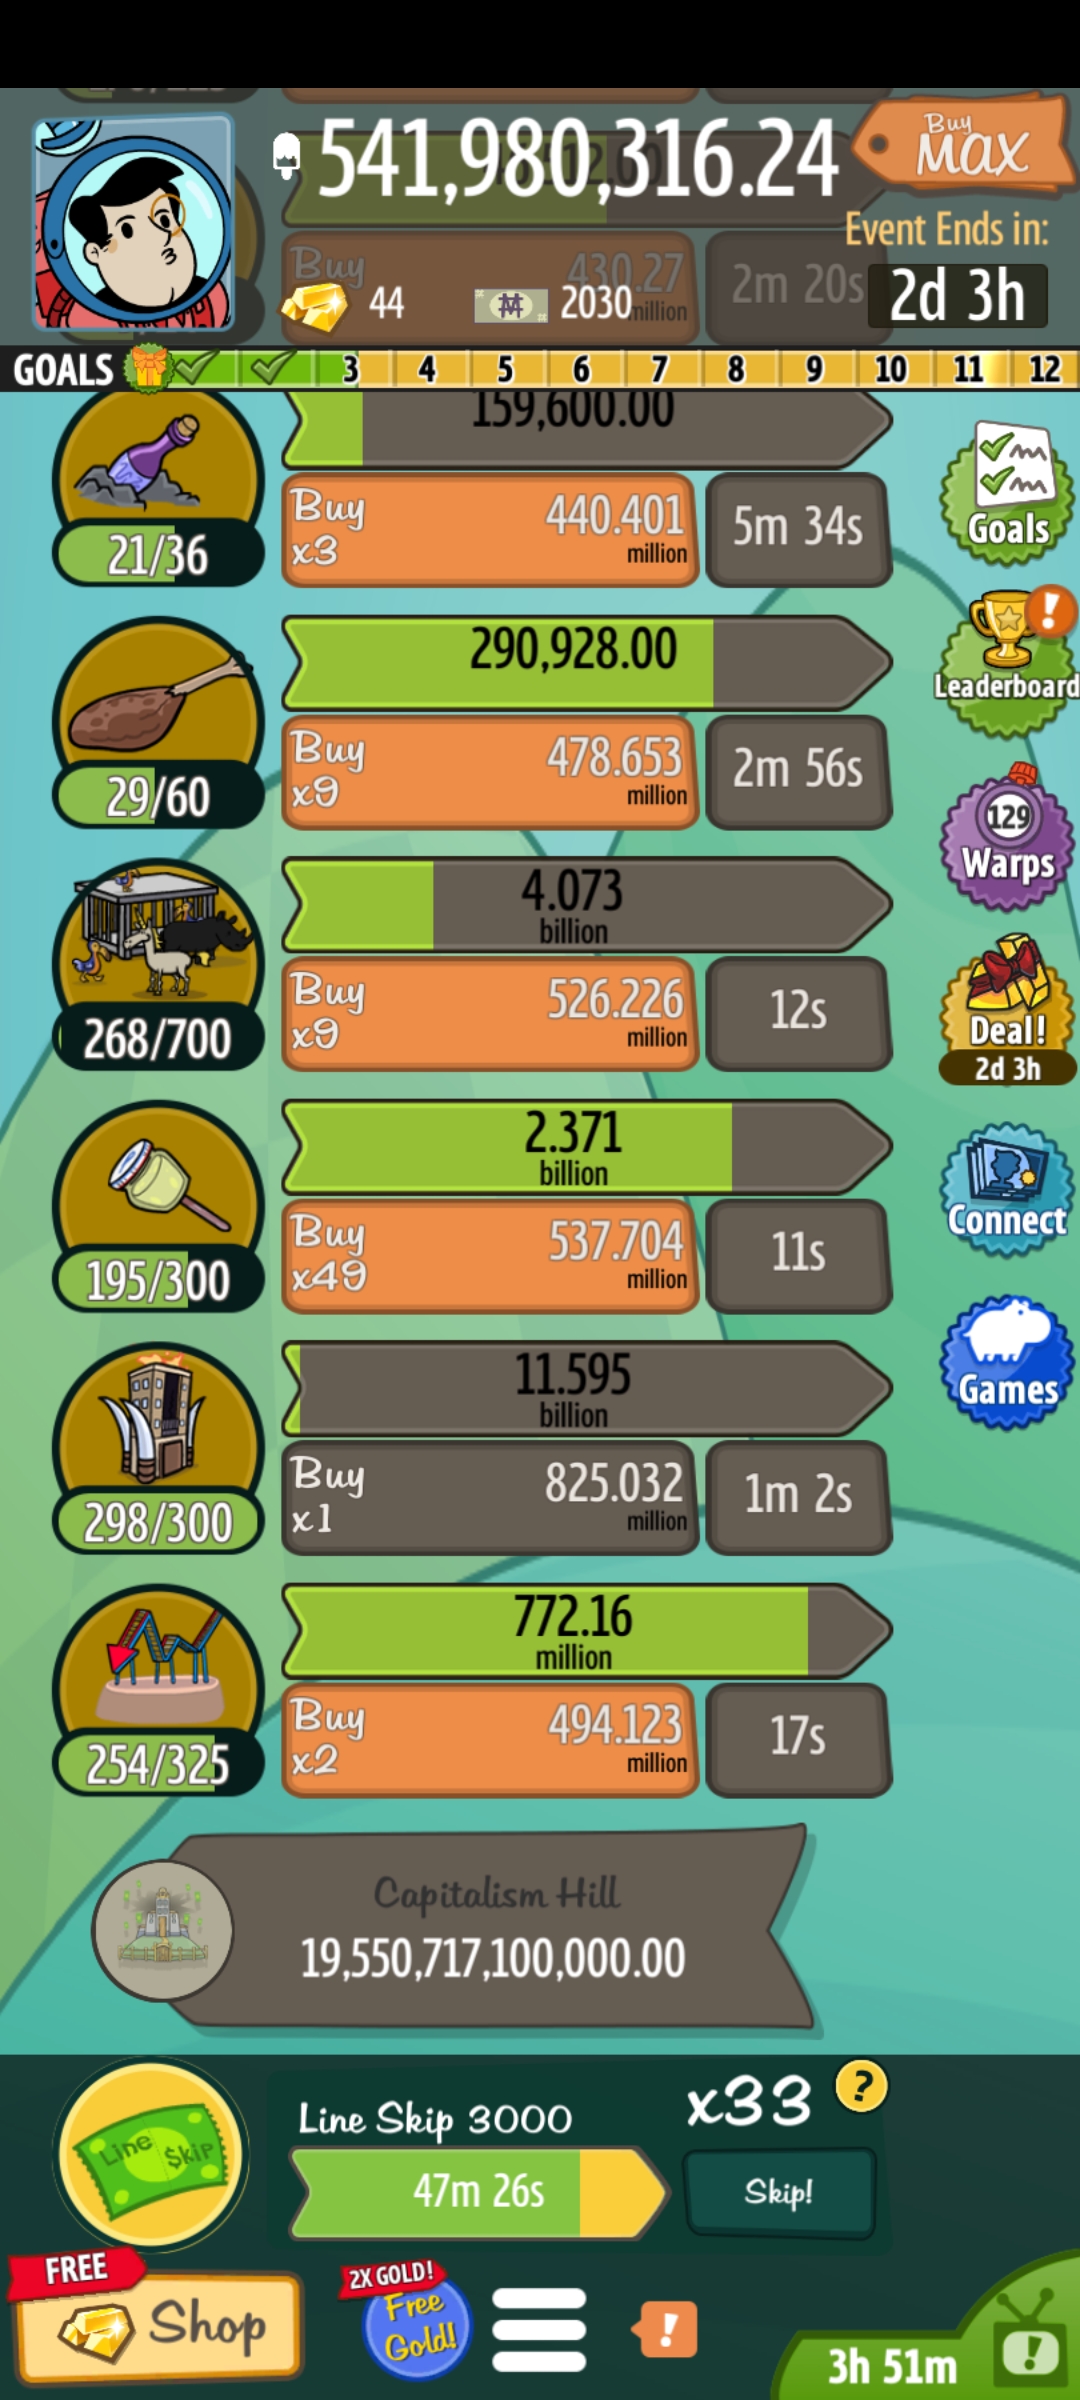 541,980,316.24
Buy
MAX
Event Ends in:
Buy
430.27
million
2m 20s
44
2030
2d 3h
GOALS
3
4
5
6
7
8
9
10
11
12
159,600.00
Buy
x3
440.401
million
5m 34s
21/36
Goals
290,928.00
Leaderboard
Buy
x9
478.653
million
2m 56s
29/60
129
Warps
4.073
billion
Buy
x9
526.226
million
12s
268/700
Deal!
2d 3h
2.371
billion
Buy
x49
537.704
million
11s
195/300
Connect
11.595
billion
Games
Buy
x1
825.032
million
1m 2s
298/300
772.16
million
Buy
x2
494.123
million
17s
254/325
Capitalism Hill
19,550,717,100,000.00
Line Skip
Line Skip 3000
x33
?
47m 26s
Skip!
FREE
Shop
2X GOLD!
Free
Gold!
!
3h 51m
!